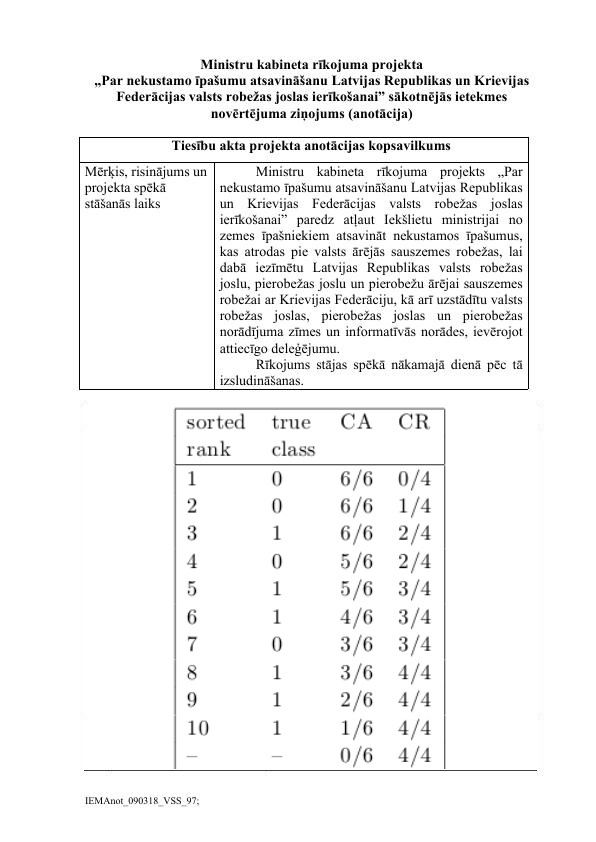 Ministru kabineta rīkojuma projekta
„Par nekustamo īpašumu atsavināšanu Latvijas Republikas un Krievijas
Federācijas valsts robežas joslas ierīkošanai” sākotnējās ietekmes
novērtējuma ziņojums (anotācija)
Tiesību akta projekta anotācijas kopsavilkums
Mērķis, risinājums un
projekta spēkā
stāšanās laiks
Ministru kabineta rīkojuma projekts „Par
nekustamo īpašumu atsavināšanu Latvijas Republikas
un Krievijas Federācijas valsts robežas joslas
ierīkošanai” paredz atļaut Iekšlietu ministrijai no
zemes īpašniekiem atsavināt nekustamos īpašumus,
kas atrodas pie valsts ārējās sauszemes robežas, lai
dabā iezīmētu Latvijas Republikas valsts robežas
joslu, pierobežas joslu un pierobežu ārējai sauszemes
robežai ar Krievijas Federāciju, kā arī uzstādītu valsts
robežas joslas, pierobežas joslas un pierobežas
norādījuma zīmes un informatīvās norādes, ievērojot
attiecīgo deleģējumu.
Rīkojums stājas spēkā nākamajā dienā pēc tā
izsludināšanas.
sorted true CA CR
rank class
1 0 6/6 0/4
2 0 6/6 1/4
3 1 6/6 2/4
4 0 5/6 2/4
5 1 5/6 3/4
6 1 4/6 3/4
7 0 3/6 3/4
8 1 3/6 4/4
9 1 2/6 4/4
10 1 1/6 4/4
– – 0/6 4/4
IEMAnot_090318_VSS_97;